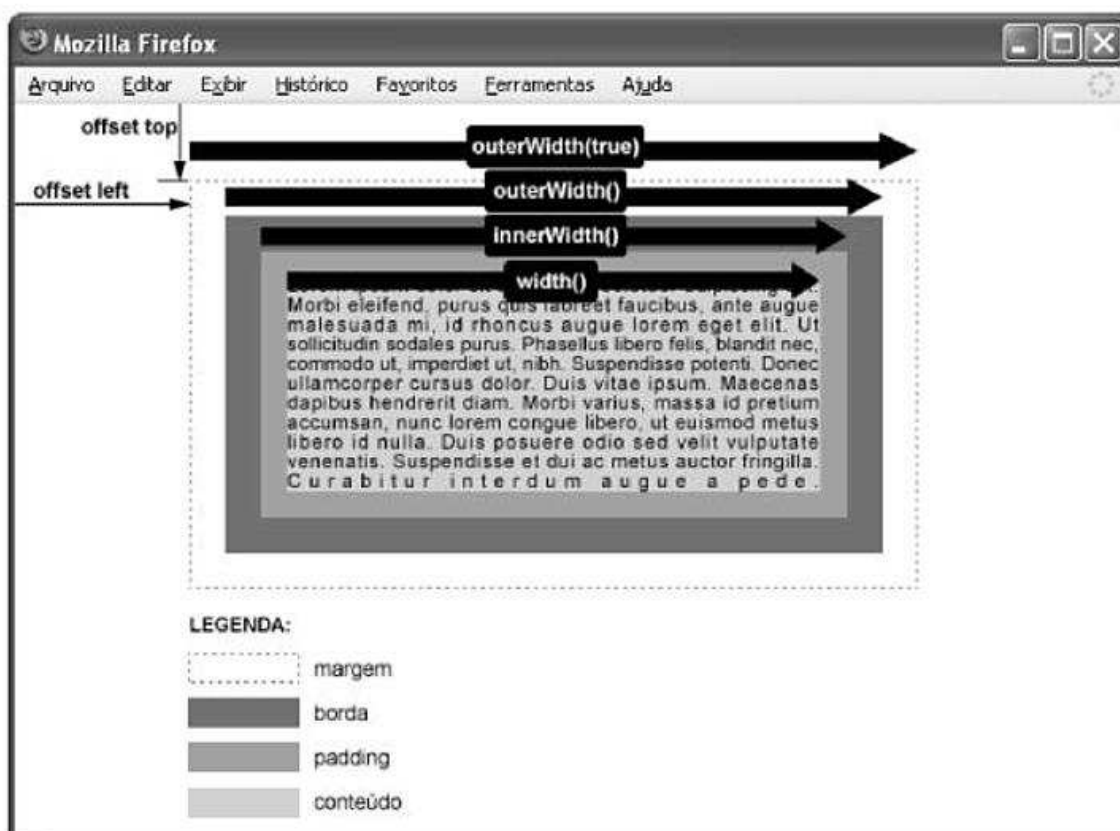 Mozilla Firefox
Arquivo Editar Exibir Histórico Favoritos Ferramentas Ajuda
offset top
outerWidth(true)
offset left
outerWidth()
innerWidth()
width()
Morbi eleifend, purus quis laoreet faucibus, ante augue
malesuada mi, id rhoncus augue lorem eget elit. Ut
sollicitudin sodales purus. Phasellus libero felis, blandit nec,
commodo ut, imperdiet ut, nibh. Suspendisse potenti. Donec
ullamcorper cursus dolor. Duis vitae ipsum. Maecenas
dapibus hendrerit diam. Morbi varius, massa id pretium
accumsan, nunc lorem congue libero, ut euismod metus
libero id nulla. Duis posuere odio sed velit vulputate
venenatis. Suspendisse et dui ac metus auctor fringilla.
Curabitur interdum augue a pede.
LEGENDA:
margem
borda
padding
conteúdo